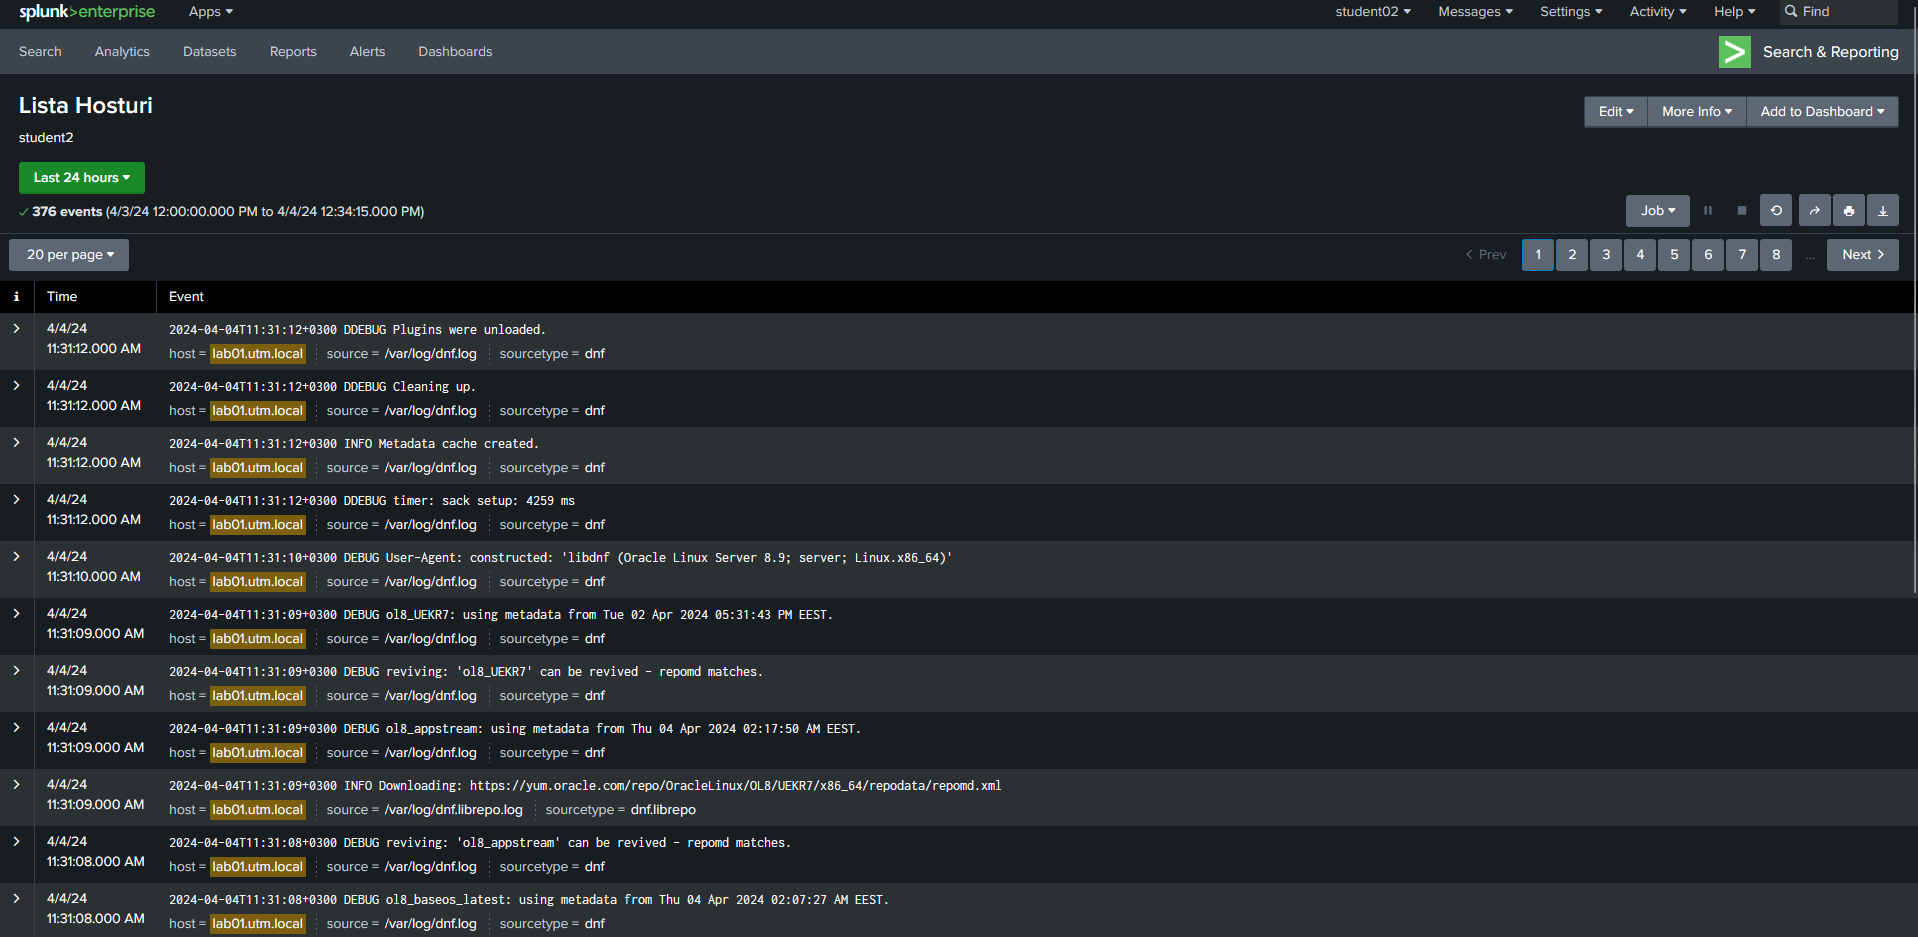 splunk>enterprise Apps student02 Messages Settings Activity Help Find
Search Analytics Datasets Reports Alerts Dashboards Search & Reporting
Lista Hosturi
Edit More Info Add to Dashboard
student2
Last 24 hours
376 events (4/3/24 12:00:00.000 PM to 4/4/24 12:34:15.000 PM)
Job
20 per page
< Prev 1 2 3 4 5 6 7 8 ... Next >
i Time Event
4/4/24
11:31:12.000 AM
2024-04-04T11:31:12+0300 DDEBUG Plugins were unloaded.
host = lab01.utm.local source = /var/log/dnf.log sourcetype = dnf
4/4/24
11:31:12.000 AM
2024-04-04T11:31:12+0300 DDEBUG Cleaning up.
host = lab01.utm.local source = /var/log/dnf.log sourcetype = dnf
4/4/24
11:31:12.000 AM
2024-04-04T11:31:12+0300 INFO Metadata cache created.
host = lab01.utm.local source = /var/log/dnf.log sourcetype = dnf
4/4/24
11:31:12.000 AM
2024-04-04T11:31:12+0300 DDEBUG timer: sack setup: 4259 ms
host = lab01.utm.local source = /var/log/dnf.log sourcetype = dnf
4/4/24
11:31:10.000 AM
2024-04-04T11:31:10+0300 DEBUG User-Agent: constructed: 'libdnf (Oracle Linux Server 8.9; server; Linux.x86_64)'
host = lab01.utm.local source = /var/log/dnf.log sourcetype = dnf
4/4/24
11:31:09.000 AM
2024-04-04T11:31:09+0300 DEBUG ol8_UEKR7: using metadata from Tue 02 Apr 2024 05:31:43 PM EEST.
host = lab01.utm.local source = /var/log/dnf.log sourcetype = dnf
4/4/24
11:31:09.000 AM
2024-04-04T11:31:09+0300 DEBUG reviving: 'ol8_UEKR7' can be revived - repomd matches.
host = lab01.utm.local source = /var/log/dnf.log sourcetype = dnf
4/4/24
11:31:09.000 AM
2024-04-04T11:31:09+0300 DEBUG ol8_appstream: using metadata from Thu 04 Apr 2024 02:17:50 AM EEST.
host = lab01.utm.local source = /var/log/dnf.log sourcetype = dnf
4/4/24
11:31:09.000 AM
2024-04-04T11:31:09+0300 INFO Downloading: https://yum.oracle.com/repo/OracleLinux/OL8/UEKR7/x86_64/repodata/repomd.xml
host = lab01.utm.local source = /var/log/dnf.librepo.log sourcetype = dnf.librepo
4/4/24
11:31:08.000 AM
2024-04-04T11:31:08+0300 DEBUG reviving: 'ol8_appstream' can be revived - repomd matches.
host = lab01.utm.local source = /var/log/dnf.log sourcetype = dnf
4/4/24
11:31:08.000 AM
2024-04-04T11:31:08+0300 DEBUG ol8_baseos_latest: using metadata from Thu 04 Apr 2024 02:07:27 AM EEST.
host = lab01.utm.local source = /var/log/dnf.log sourcetype = dnf